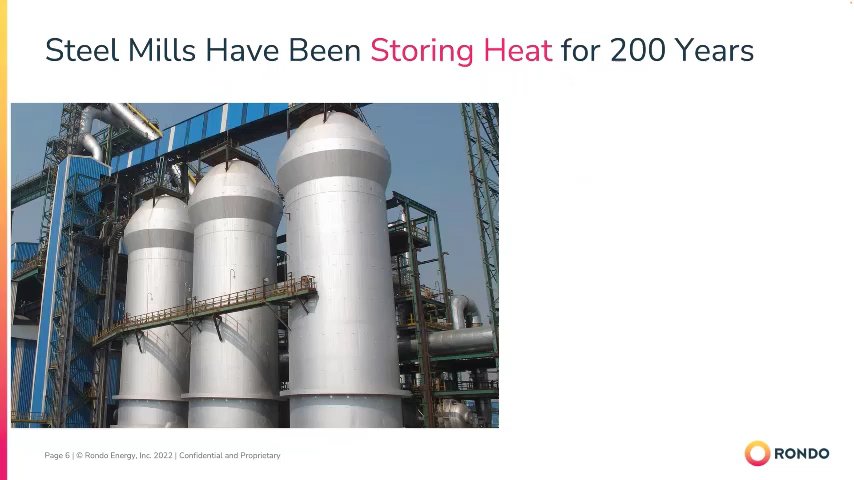 Steel Mills Have Been Storing Heat for 200 Years
Page 6 | © Rondo Energy, Inc. 2022 | Confidential and Proprietary
RONDO